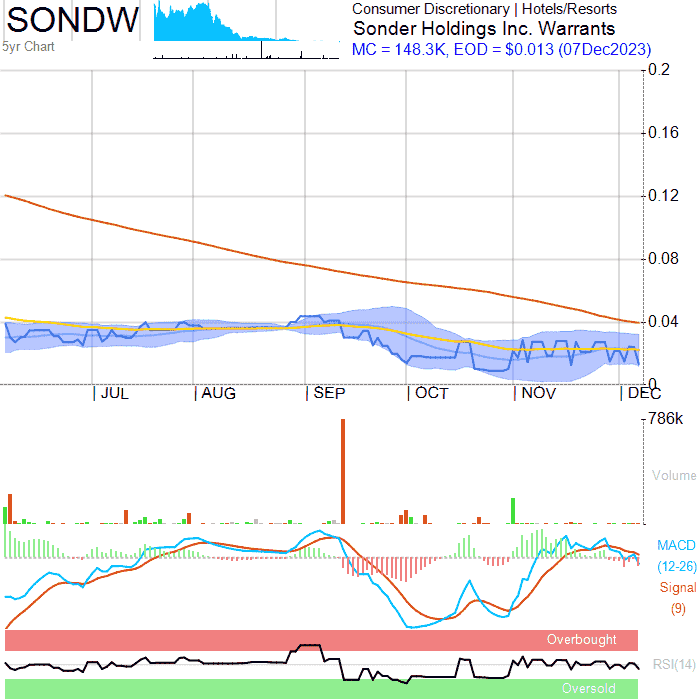 SONDW
5yr Chart
Consumer Discretionary | Hotels/Resorts
Sonder Holdings Inc. Warrants
MC = 148.3K, EOD = $0.013 (07Dec2023)
0.2
0.16
0.12
0.08
0.04
0
JUL AUG SEP OCT NOV DEC
786k
Volume
MACD
(12-26)
Signal
(9)
Overbought
RSI(14)
Oversold